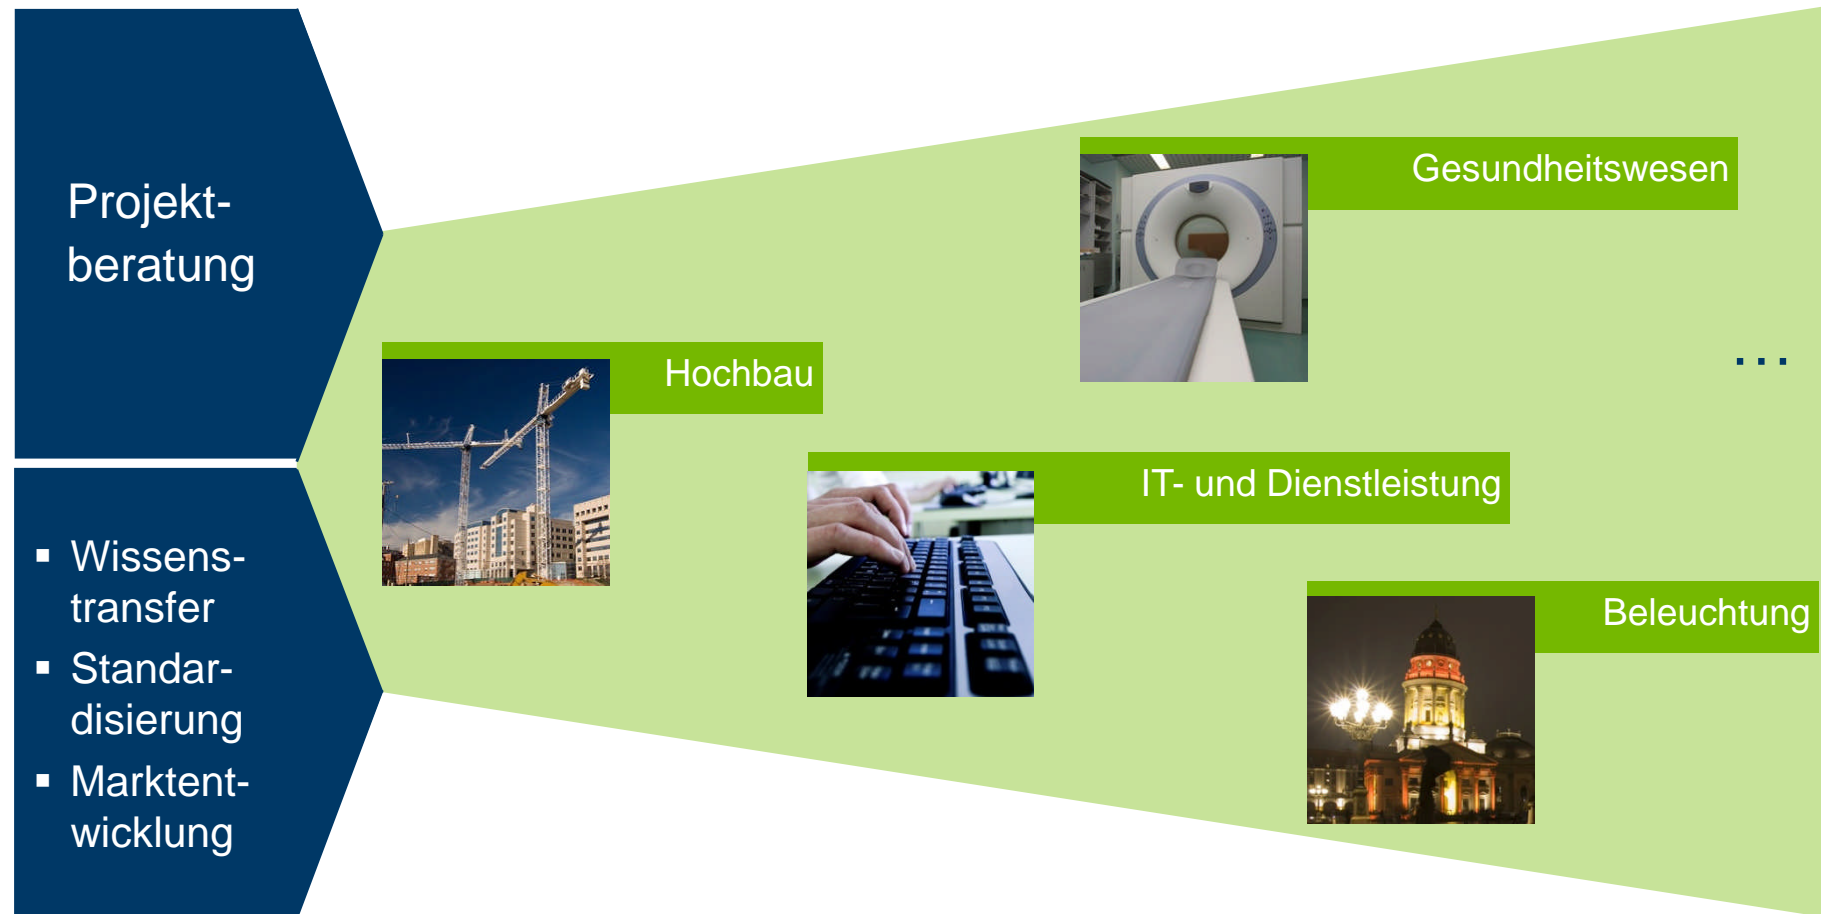 Projekt-
beratung
▪ Wissens-
transfer
▪ Standar-
disierung
▪ Marktent-
wicklung
Hochbau
IT- und Dienstleistung
Gesundheitswesen
Beleuchtung
...